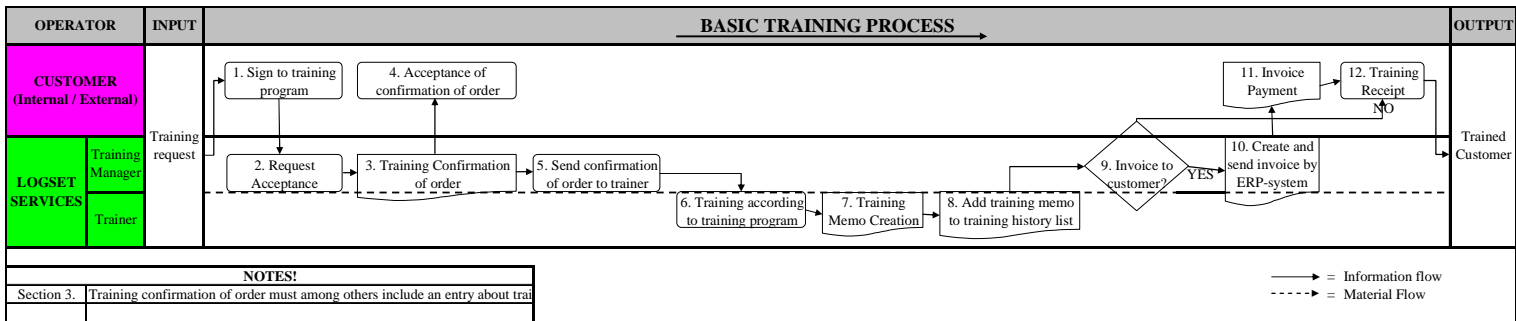 OPERATOR
INPUT
BASIC TRAINING PROCESS
OUTPUT
CUSTOMER
(Internal / External)
LOGSET
SERVICES
Training
Manager
Trainer
Training
request
1. Sign to training
program
2. Request
Acceptance
3. Training Confirmation
of order
4. Acceptance of
confirmation of order
5. Send confirmation
of order to trainer
6. Training according
to training program
7. Training
Memo Creation
8. Add training memo
to training history list
9. Invoice to
customer?
YES
NO
10. Create and
send invoice by
ERP-system
11. Invoice
Payment
12. Training
Receipt
Trained
Customer
NOTES!
Section 3. Training confirmation of order must among others include an entry about trai
= Information flow
= Material Flow